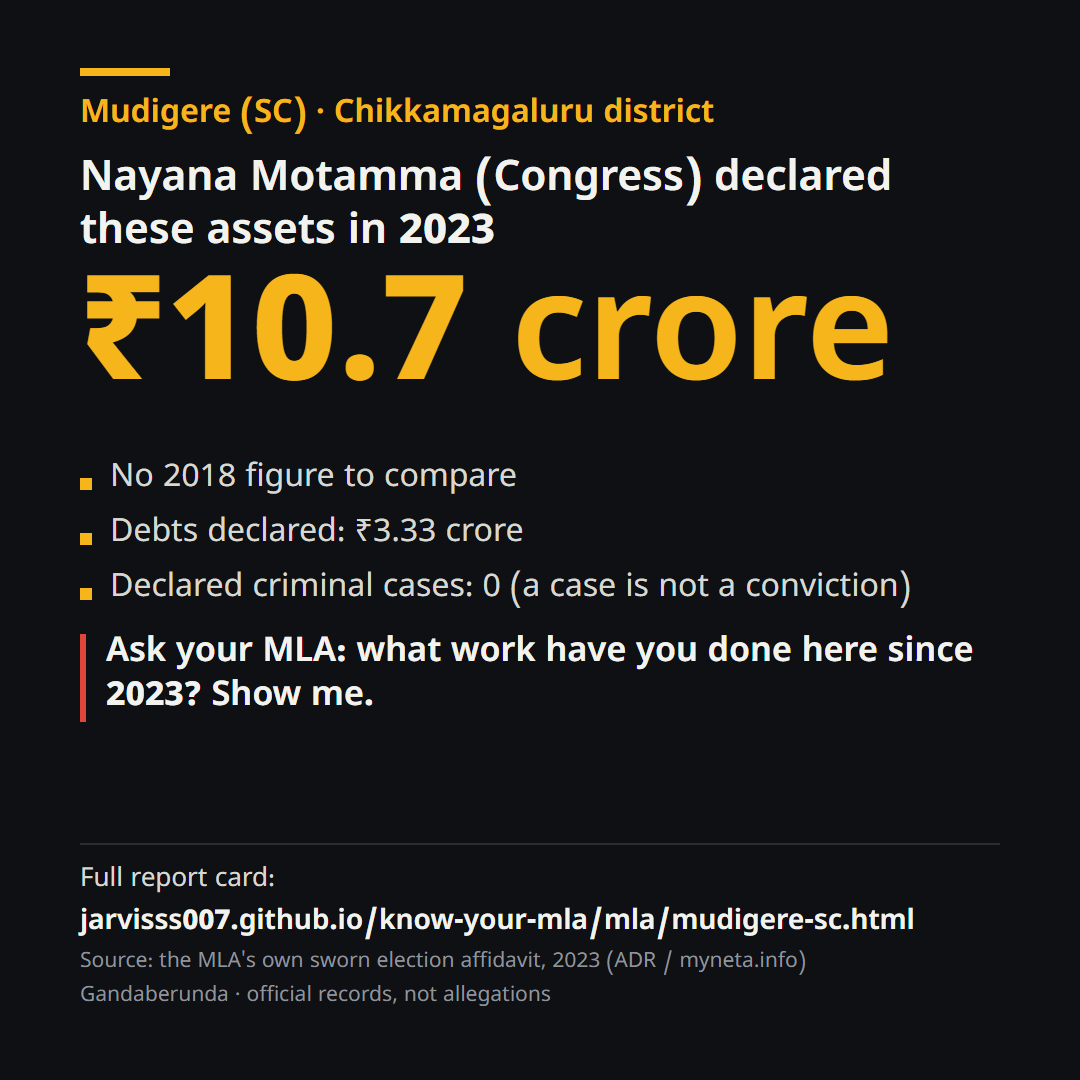 Mudigere (SC) · Chikkamagaluru district
Nayana Motamma (Congress) declared
these assets in 2023
₹10.7 crore
No 2018 figure to compare
Debts declared: ₹3.33 crore
Declared criminal cases: 0 (a case is not a conviction)
Ask your MLA: what work have you done here since
2023? Show me.
Full report card:
jarvisss007.github.io/know-your-mla/mla/mudigere-sc.html
Source: the MLA's own sworn election affidavit, 2023 (ADR / myneta.info)
Gandaberunda · official records, not allegations